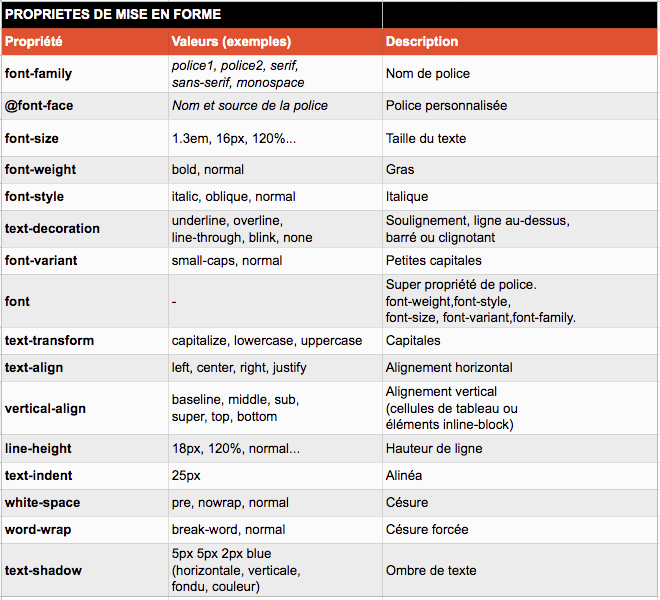 PROPRIETES DE MISE EN FORME
Propriété Valeurs (exemples) Description
font-family police1, police2, serif, sans-serif, monospace Nom de police
@font-face Nom et source de la police Police personnalisée
font-size 1.3em, 16px, 120%... Taille du texte
font-weight bold, normal Gras
font-style italic, oblique, normal Italique
text-decoration underline, overline, line-through, blink, none Soulignement, ligne au-dessus, barré ou clignotant
font-variant small-caps, normal Petites capitales
font - Super propriété de police. font-weight,font-style, font-size, font-variant,font-family.
text-transform capitalize, lowercase, uppercase Capitales
text-align left, center, right, justify Alignement horizontal
vertical-align baseline, middle, sub, super, top, bottom Alignement vertical (cellules de tableau ou éléments inline-block)
line-height 18px, 120%, normal... Hauteur de ligne
text-indent 25px Alinéa
white-space pre, nowrap, normal Césure
word-wrap break-word, normal Césure forcée
text-shadow 5px 5px 2px blue (horizontale, verticale, fondu, couleur) Ombre de texte